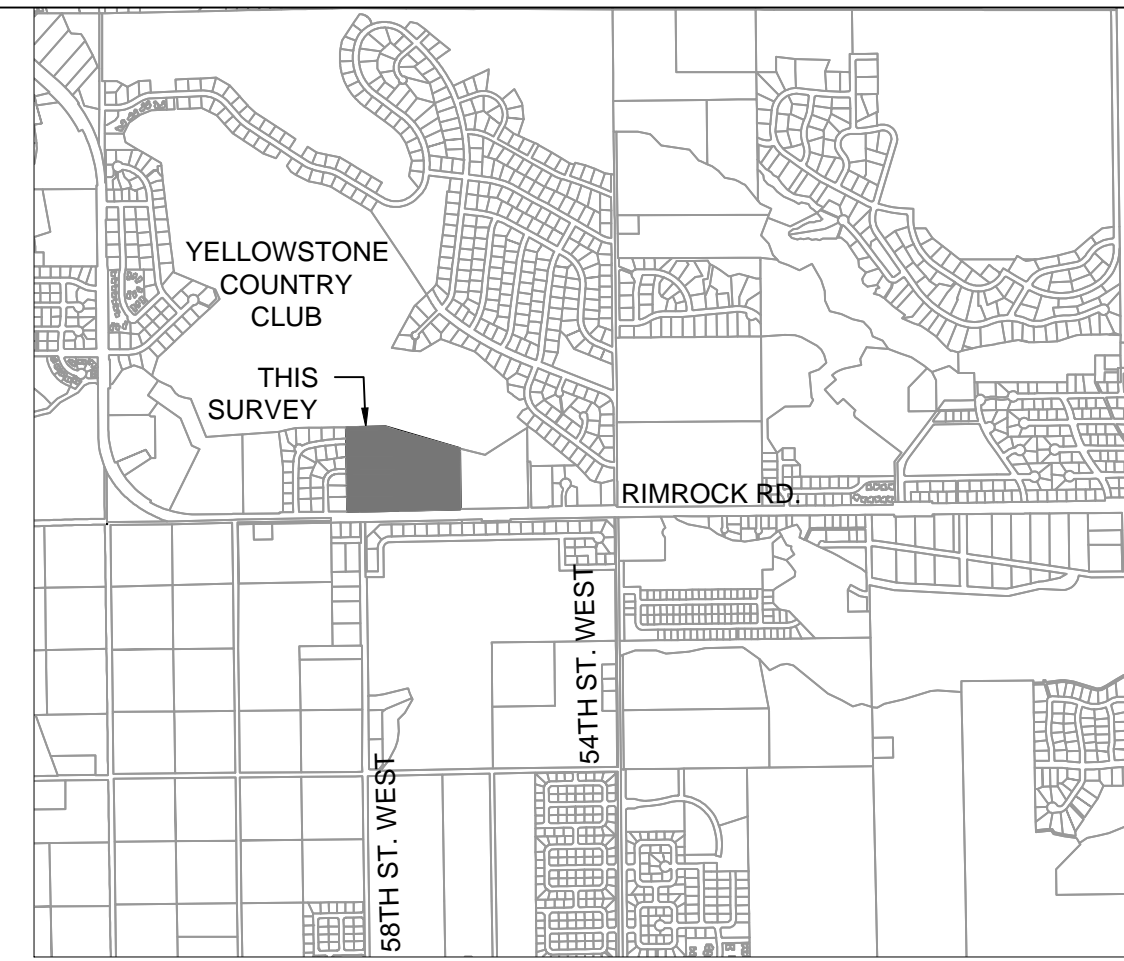 YELLOWSTONE
COUNTRY
CLUB
THIS
SURVEY
RIMROCK RD.
54TH ST. WEST
58TH ST. WEST